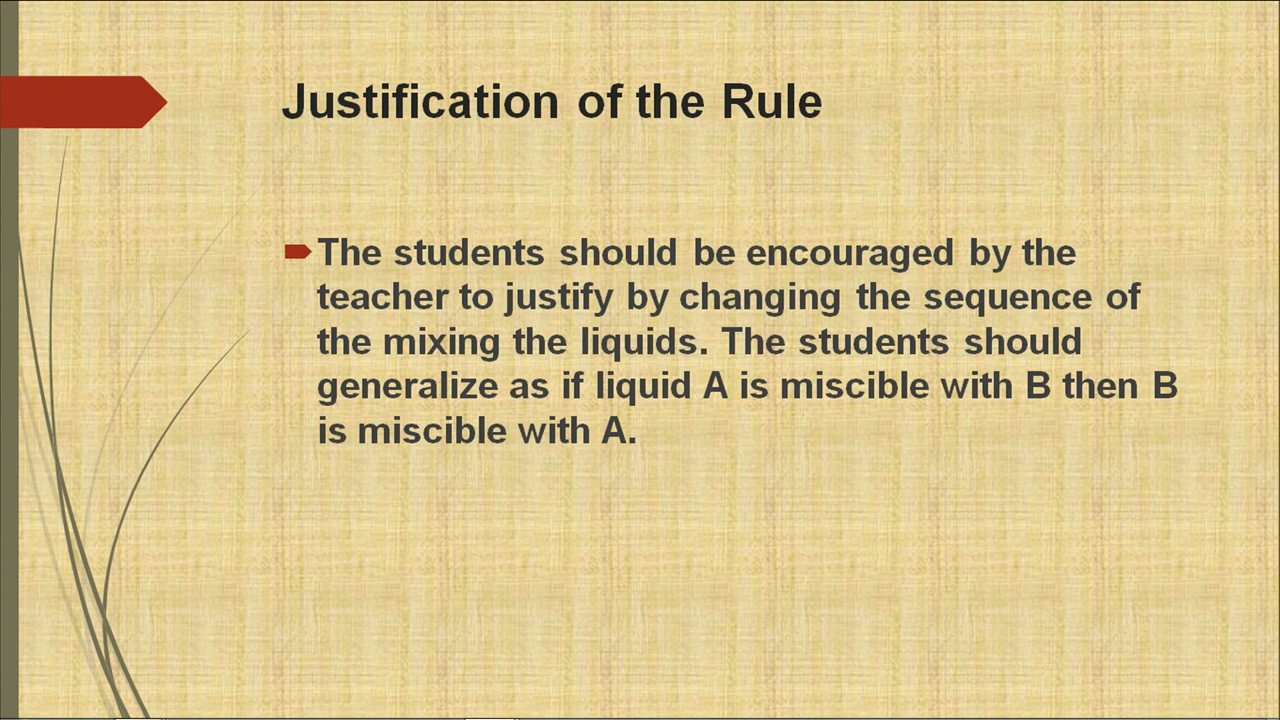 Justification of the Rule
The students should be encouraged by the
teacher to justify by changing the sequence of
the mixing the liquids. The students should
generalize as if liquid A is miscible with B then B
is miscible with A.